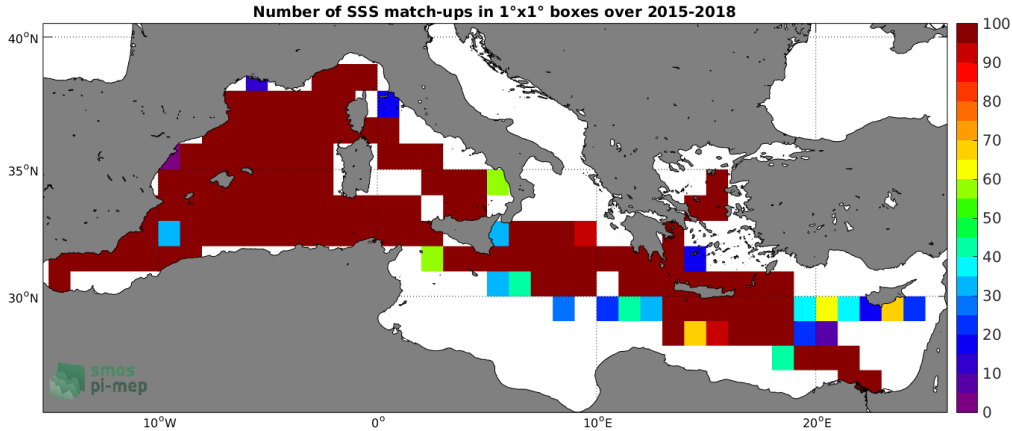 Number of SSS match-ups in 1°x1° boxes over 2015-2018
40°N
35°N
30°N
10°W
0°
10°E
20°E
100
90
80
70
60
50
40
30
20
10
0
smos
pi-mep